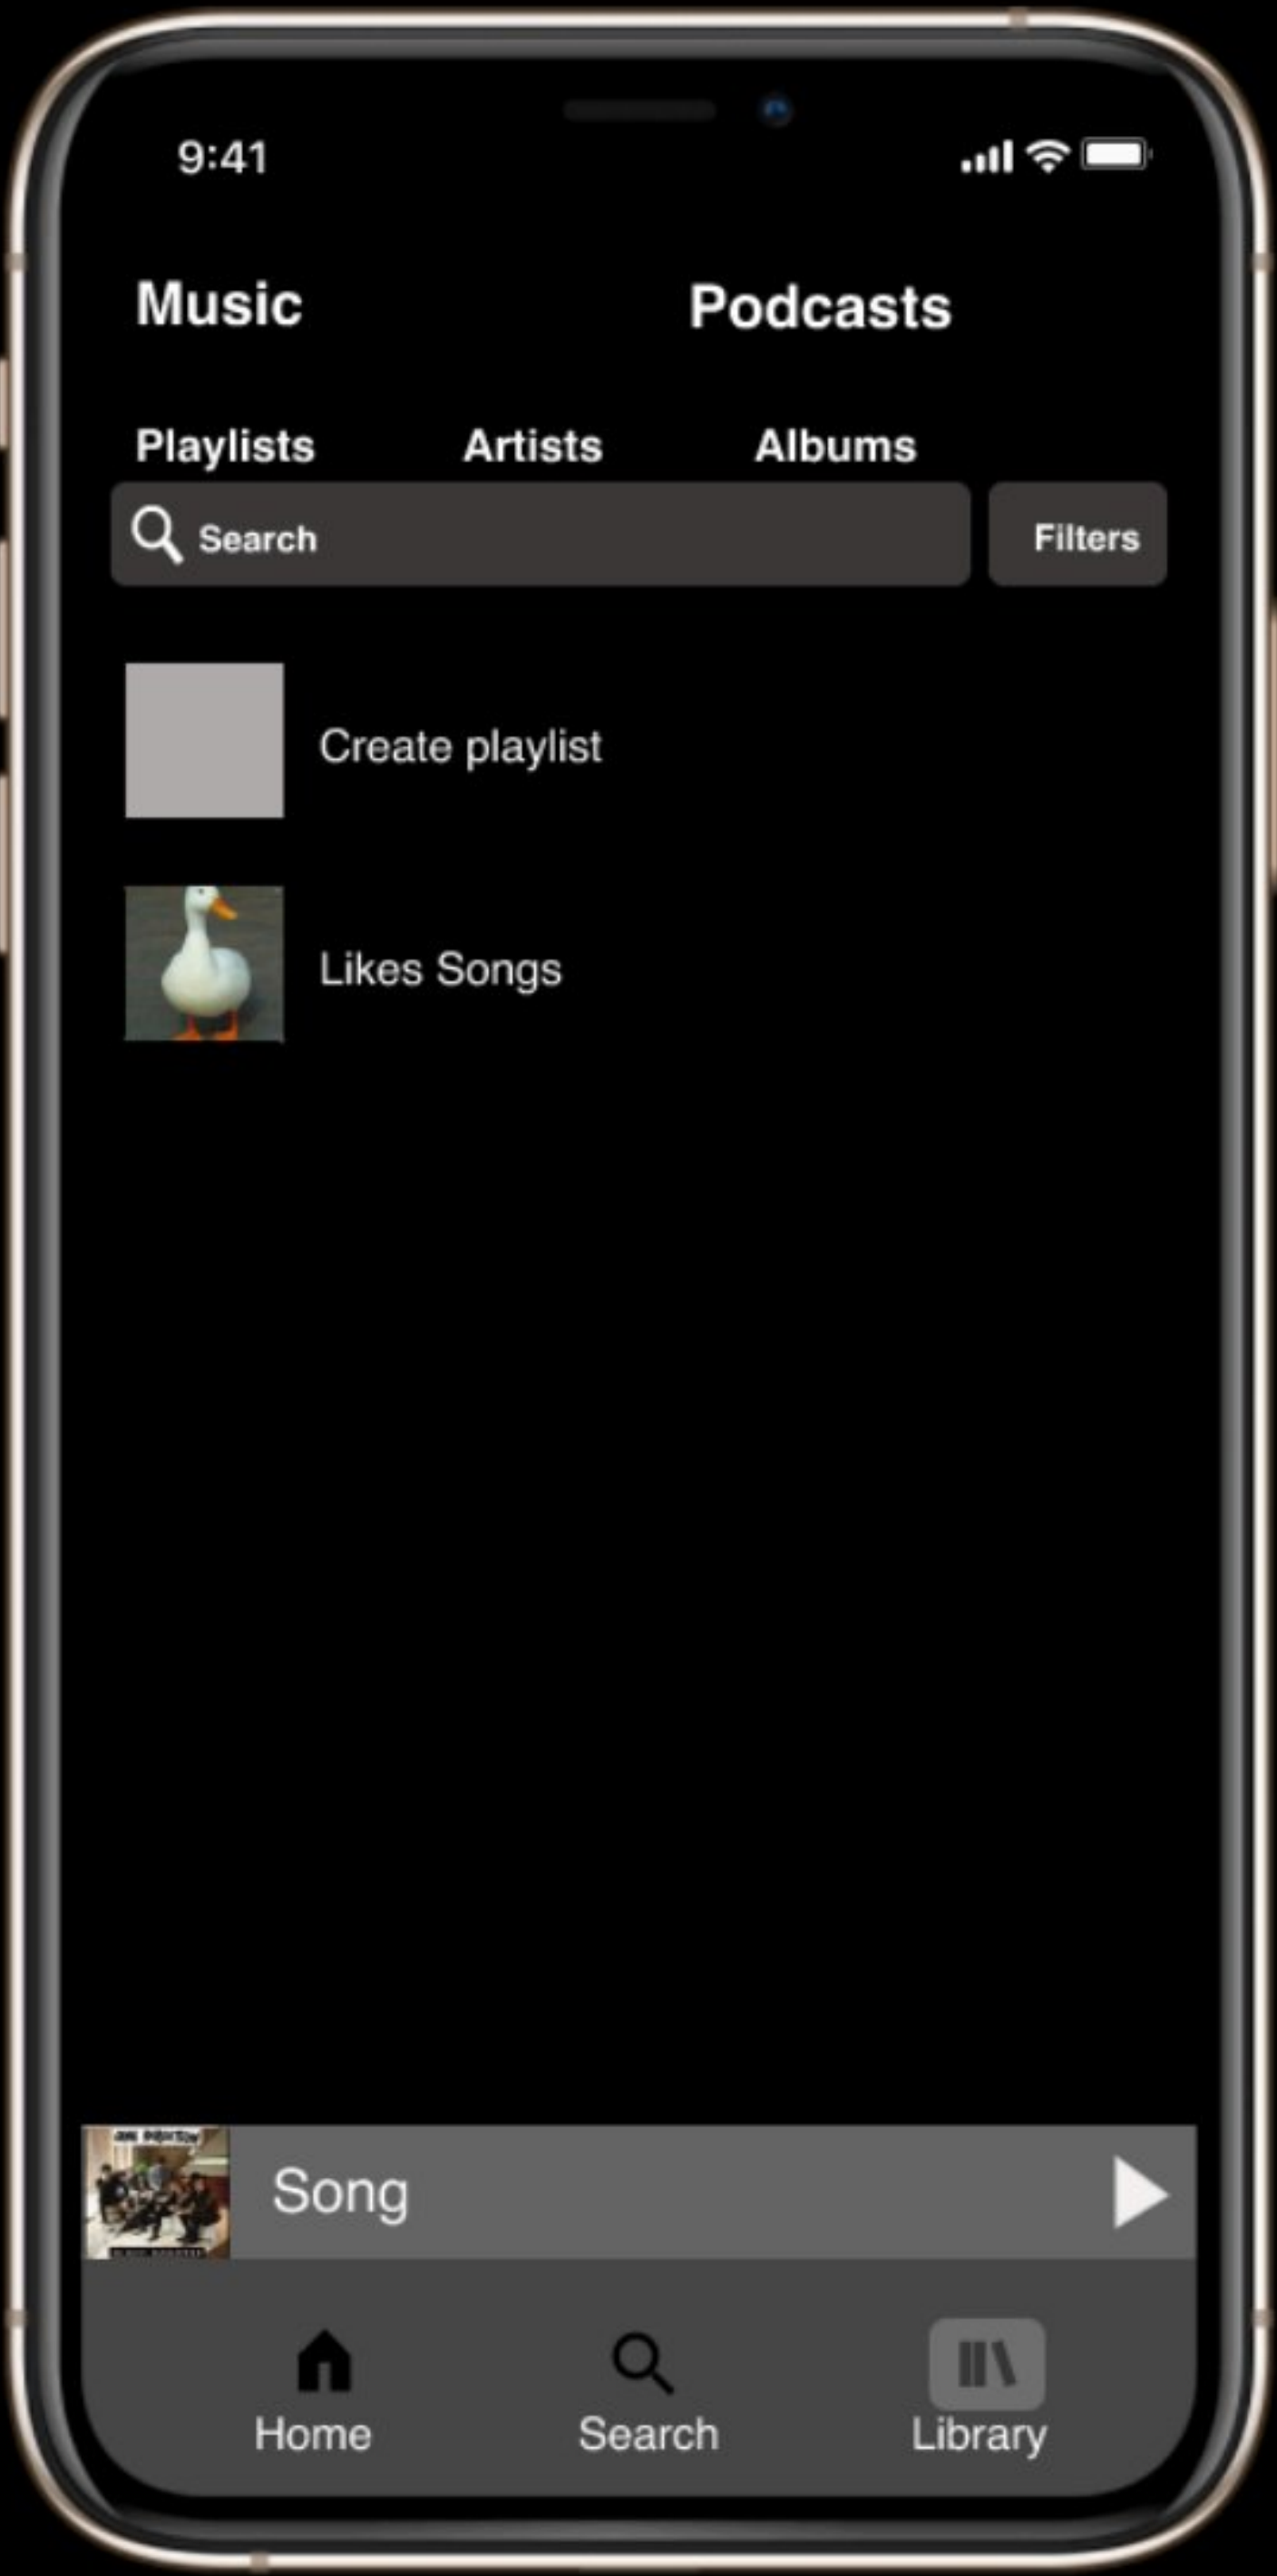 9:41
Music Podcasts
Playlists Artists Albums
Search Filters
Create playlist
Likes Songs
Song
Home Search Library